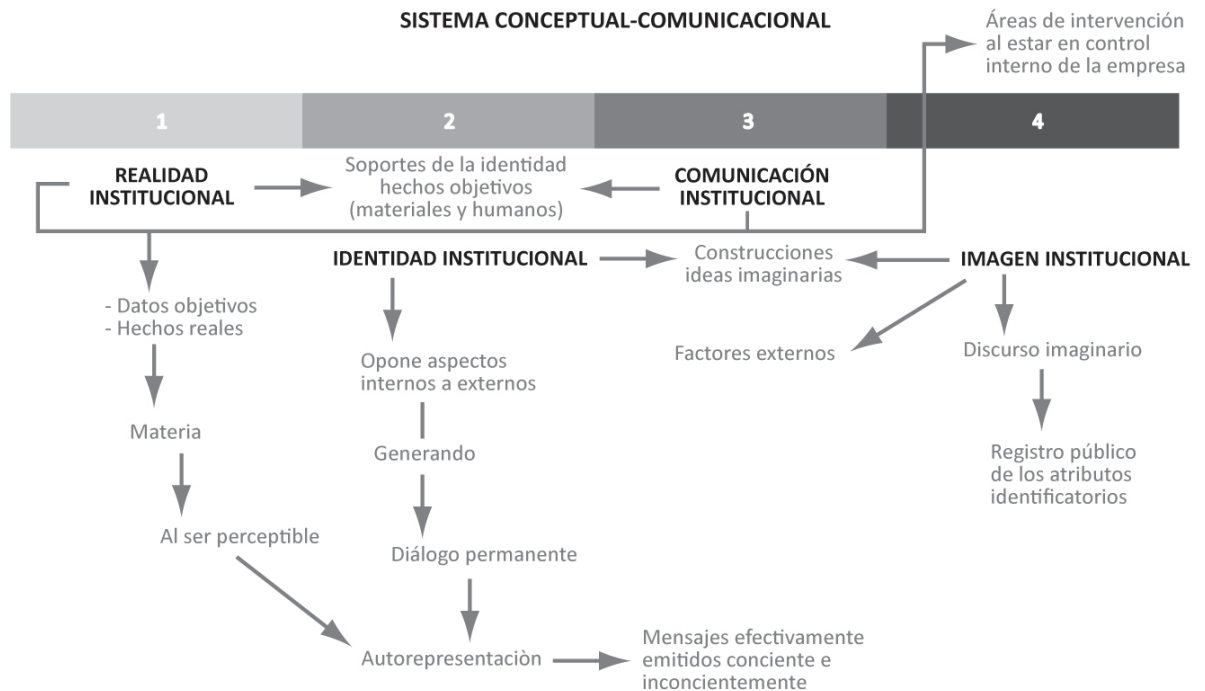 SISTEMA CONCEPTUAL-COMUNICACIONAL
Áreas de intervención
al estar en control
interno de la empresa
1
2
3
4
REALIDAD
INSTITUCIONAL
Soportes de la identidad
hechos objetivos
(materiales y humanos)
COMUNICACIÓN
INSTITUCIONAL
IDENTIDAD INSTITUCIONAL
Construcciones
ideas imaginarias
IMAGEN INSTITUCIONAL
- Datos objetivos
- Hechos reales
Opone aspectos
internos a externos
Factores externos
Discurso imaginario
Materia
Generando
Registro público
de los atributos
identificatorios
Al ser perceptible
Diálogo permanente
Autorepresentaciòn
Mensajes efectivamente
emitidos conciente e
inconcientemente